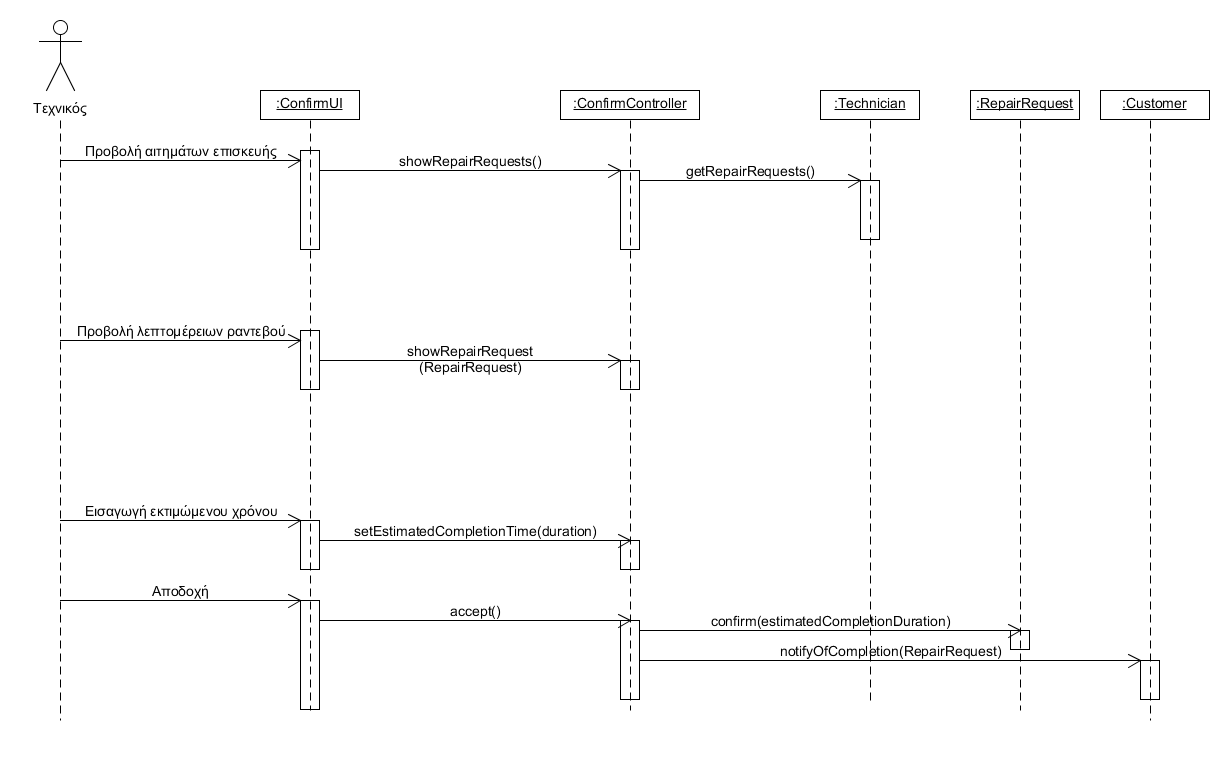 Τεχνικός
:ConfirmUI
:ConfirmController
:Technician
:RepairRequest
:Customer
Προβολή αιτημάτων επισκευής
showRepairRequests()
getRepairRequests()
Προβολή λεπτομέρειων ραντεβού
showRepairRequest
(RepairRequest)
Εισαγωγή εκτιμώμενου χρόνου
setEstimatedCompletionTime(duration)
Αποδοχή
accept()
confirm(estimatedCompletionDuration)
notifyOfCompletion(RepairRequest)